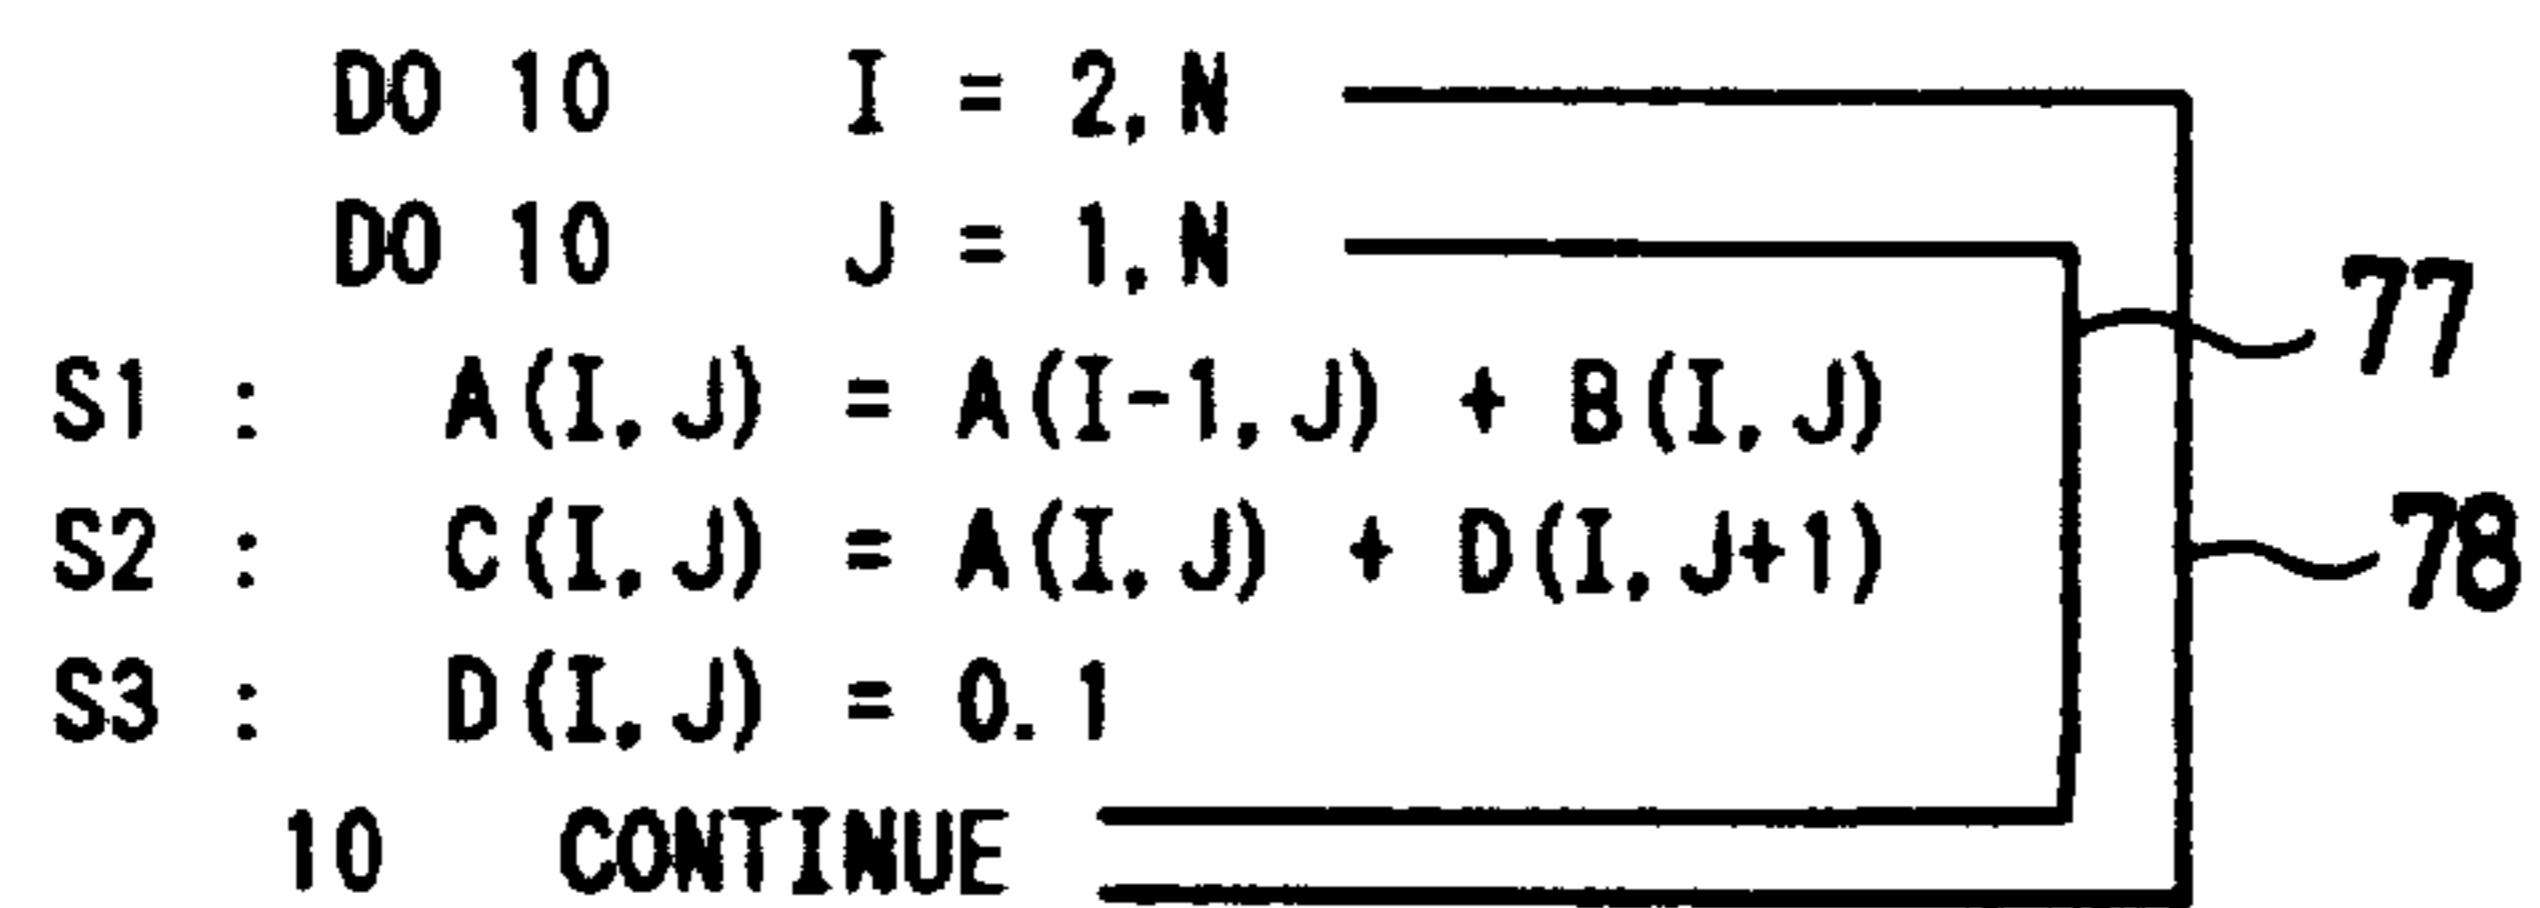 DO 10 I = 2, N
DO 10 J = 1, N
77
S1 : A(I, J) = A(I-1, J) + B(I, J)
S2 : C(I, J) = A(I, J) + D(I, J+1)
78
S3 : D(I, J) = 0.1
10 CONTINUE